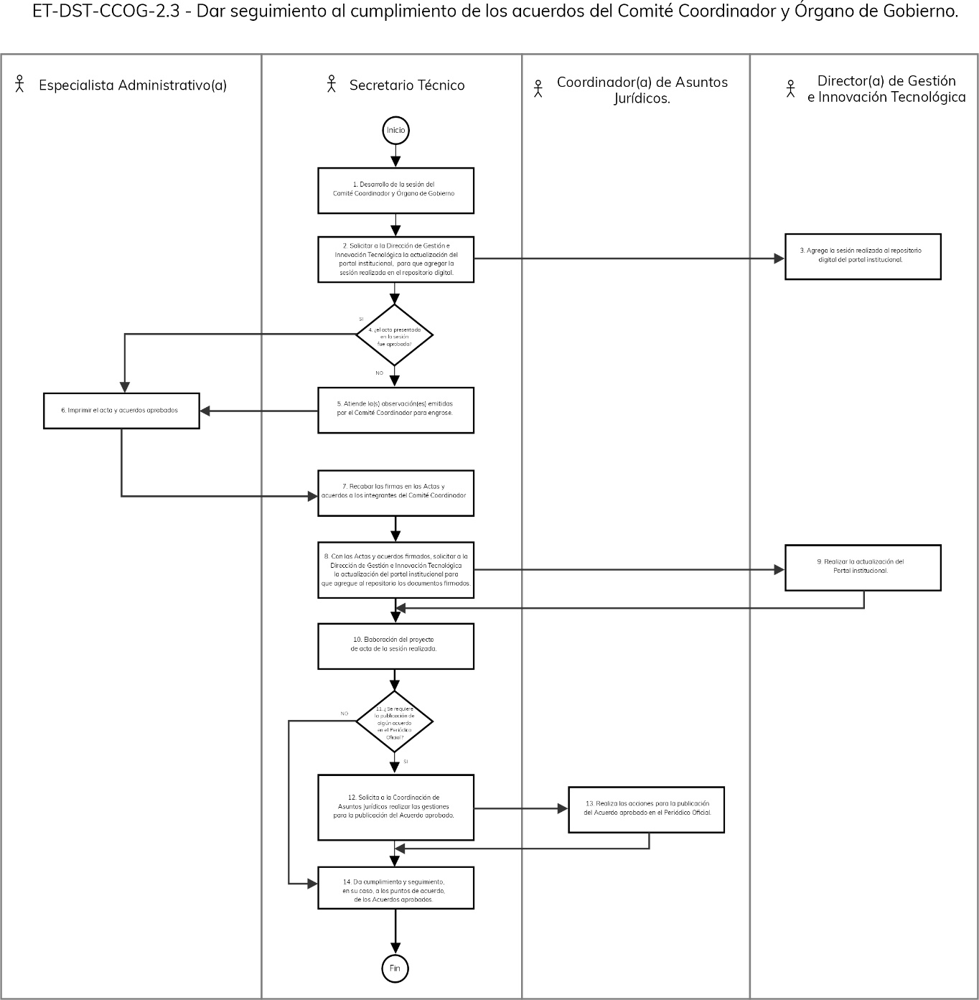 ET-DST-CCOG-2.3 - Dar seguimiento al cumplimiento de los acuerdos del Comité Coordinador y Órgano de Gobierno.
Especialista Administrativo(a)
Secretario Técnico
Coordinador(a) de Asuntos
Jurídicos.
Director(a) de Gestión
e Innovación Tecnológica
Inicio
1. Desarrollo de la sesión del
Comité Coordinador y Órgano de Gobierno
2. Solicitar a la Dirección de Gestión e
Innovación Tecnológica la actualización del
portal institucional, para que agregar la
sesión realizada en el repositorio digital.
3. Agrega la sesión realizada al repositorio
digital del portal institucional.
SI
4. ¿el acta presentada
en la sesión
fue aprobada?
NO
5. Atiende la(s) observación(es) emitidas
por el Comité Coordinador para engrose.
6. Imprimir el acta y acuerdos aprobados
7. Recabar las firmas en las Actas y
acuerdos a los integrantes del Comité Coordinador
8. Con las Actas y acuerdos firmados, solicitar a la
Dirección de Gestión e Innovación Tecnológica
la actualización del portal institucional para
que agregue al repositorio los documentos firmados.
9. Realizar la actualización del
Portal institucional.
10. Elaboración del proyecto
de acta de la sesión realizada.
NO
11. ¿Se requiere
la publicación de
algún acuerdo
en el Periódico
Oficial?
SI
12. Solicita a la Coordinación de
Asuntos Jurídicos realizar las gestiones
para la publicación del Acuerdo aprobado.
13. Realiza las acciones para la publicación
del Acuerdo aprobado en el Periódico Oficial.
14. Da cumplimiento y seguimiento,
en su caso, a los puntos de acuerdo,
de los Acuerdos aprobados.
Fin